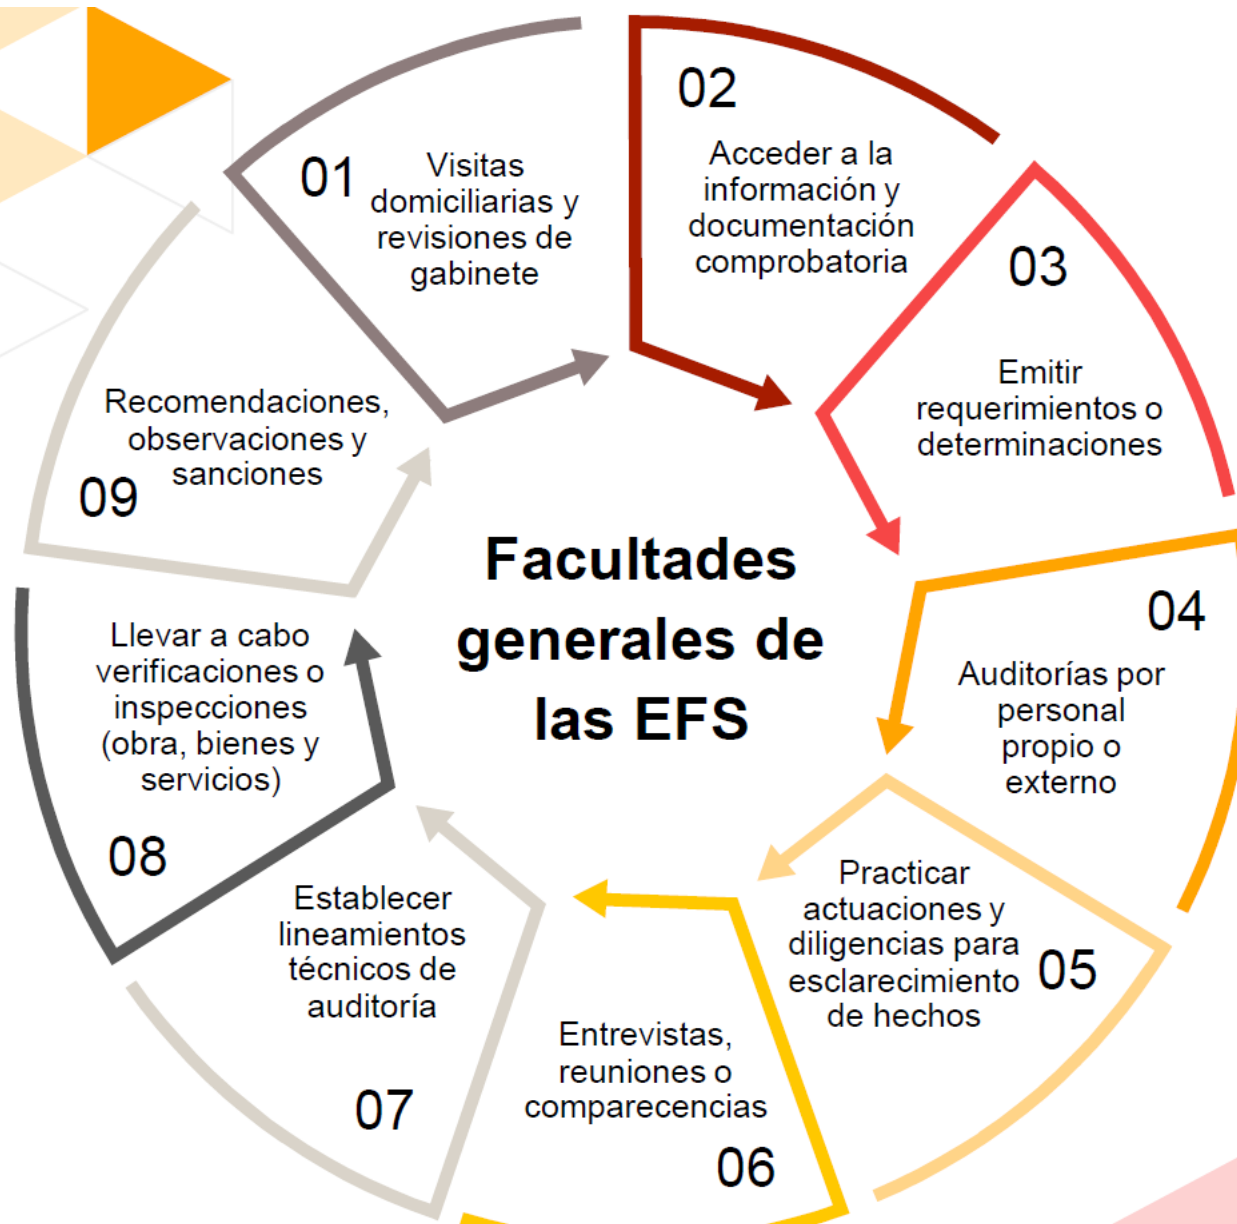 Facultades
generales de
las EFS
01
Visitas
domiciliarias y
revisiones de
gabinete
02
Acceder a la
información y
documentación
comprobatoria
03
Emitir
requerimientos o
determinaciones
04
Auditorías por
personal
propio o
externo
05
Practicar
actuaciones y
diligencias para
esclarecimiento
de hechos
06
Entrevistas,
reuniones o
comparecencias
07
Establecer
lineamientos
técnicos de
auditoría
08
Llevar a cabo
verificaciones o
inspecciones
(obra, bienes y
servicios)
09
Recomendaciones,
observaciones y
sanciones